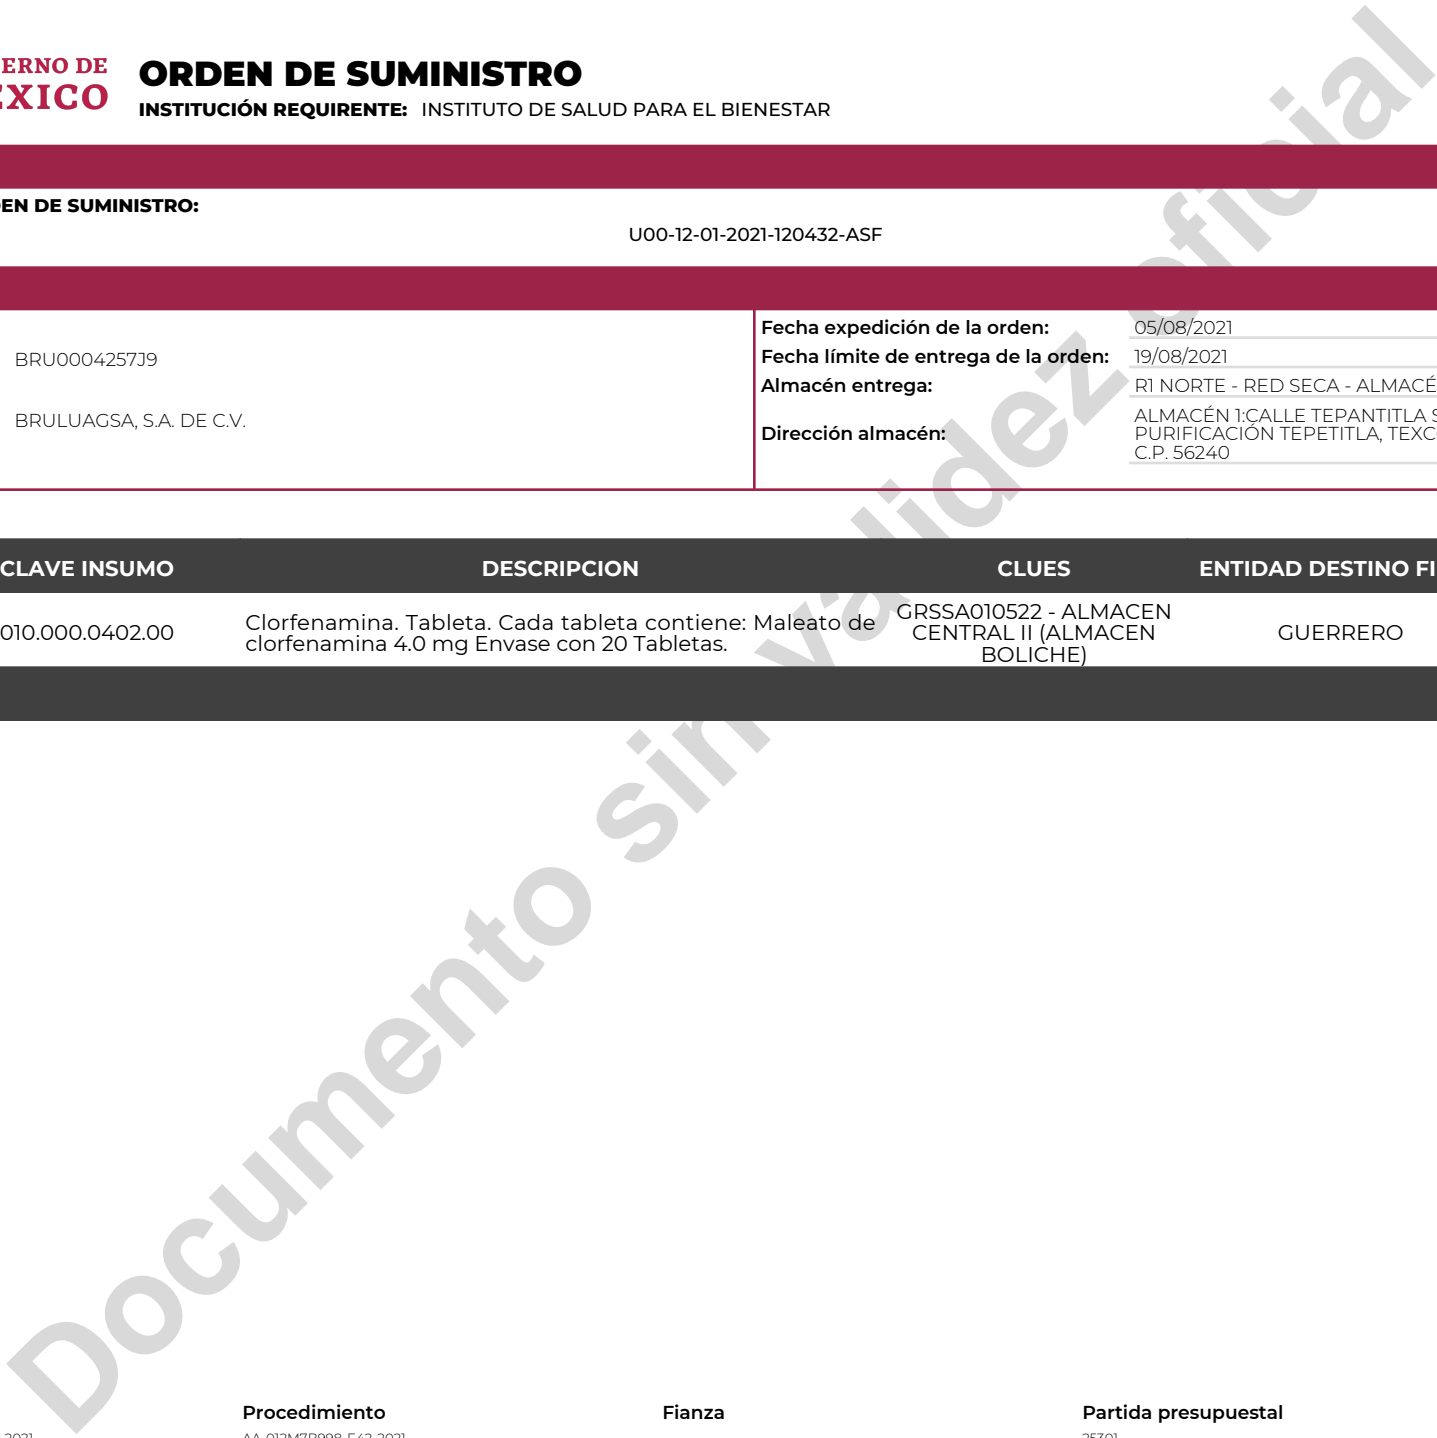 ERNO DE
ORDEN DE SUMINISTRO
INSTITUCIÓN REQUIRENTE: INSTITUTO DE SALUD PARA EL BIENESTAR
EXICO
EN DE SUMINISTRO:
U00-12-01-2021-120432-ASF
BRU0004257J9
BRULUAGSA, S.A. DE C.V.
Fecha expedición de la orden: 05/08/2021
Fecha límite de entrega de la orden: 19/08/2021
Almacén entrega: R1 NORTE - RED SECA - ALMACÉ
Dirección almacén: ALMACÉN 1:CALLE TEPANTITLA S
PURIFICACIÓN TEPETITLA, TEXC
C.P. 56240
CLAVE INSUMO DESCRIPCION CLUES ENTIDAD DESTINO FI
010.000.0402.00
Clorfenamina. Tableta. Cada tableta contiene: Maleato de
clorfenamina 4.0 mg Envase con 20 Tabletas.
GRSSA010522 - ALMACEN
CENTRAL II (ALMACEN
BOLICHE)
GUERRERO
Documento sin validez oficial
Procedimiento Fianza Partida presupuestal